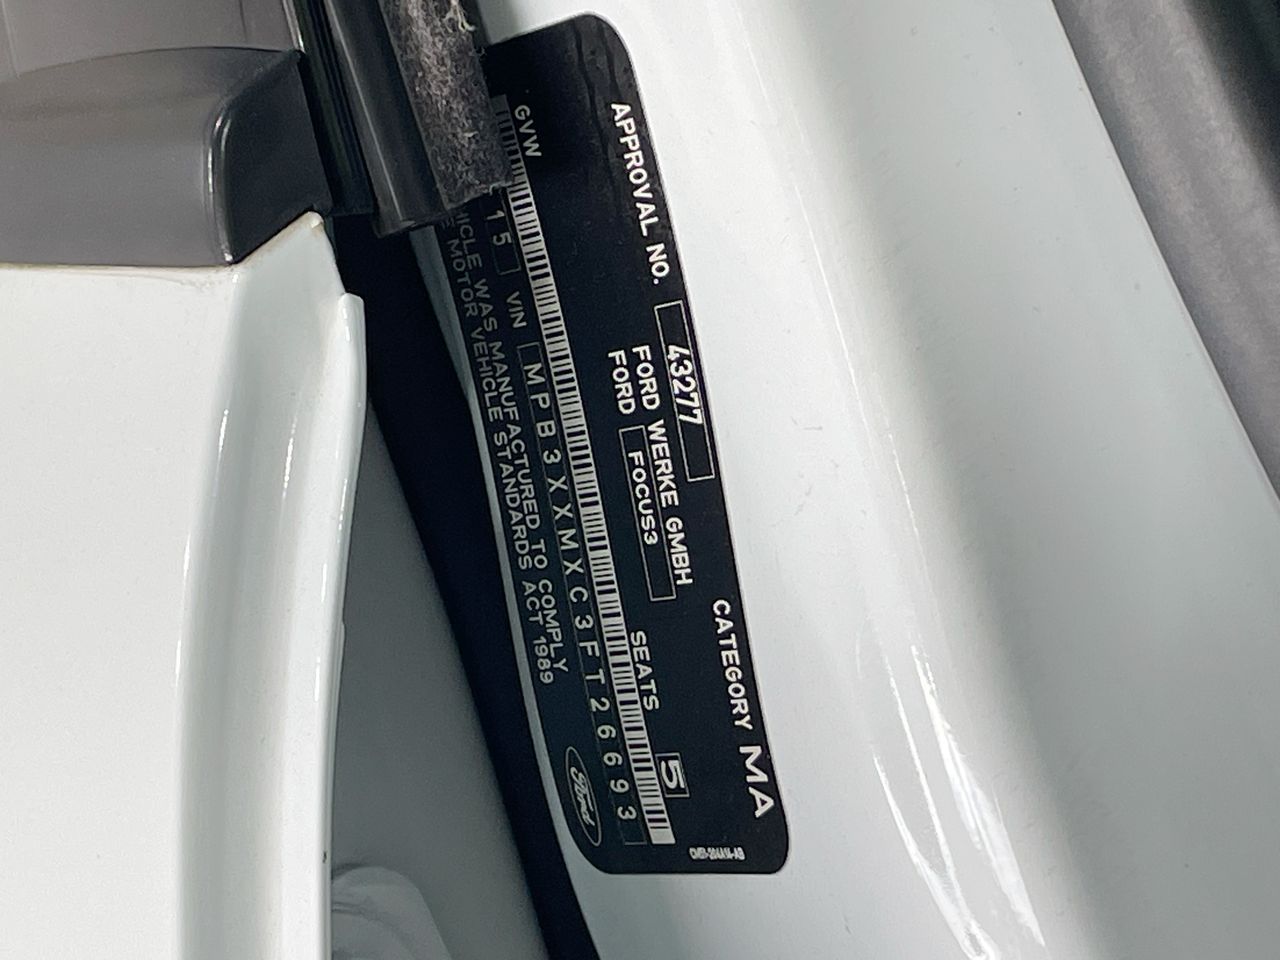 APPROVAL NO. 43277 CATEGORY MA
FORD WERKE GMBH
FORD FOCUS3 SEATS 5
GVW
15 VIN MPB3XXMXC3FT26693
WAS MANUFACTURED TO COMPLY
MOTOR VEHICLE STANDARDS ACT 1989
Ford